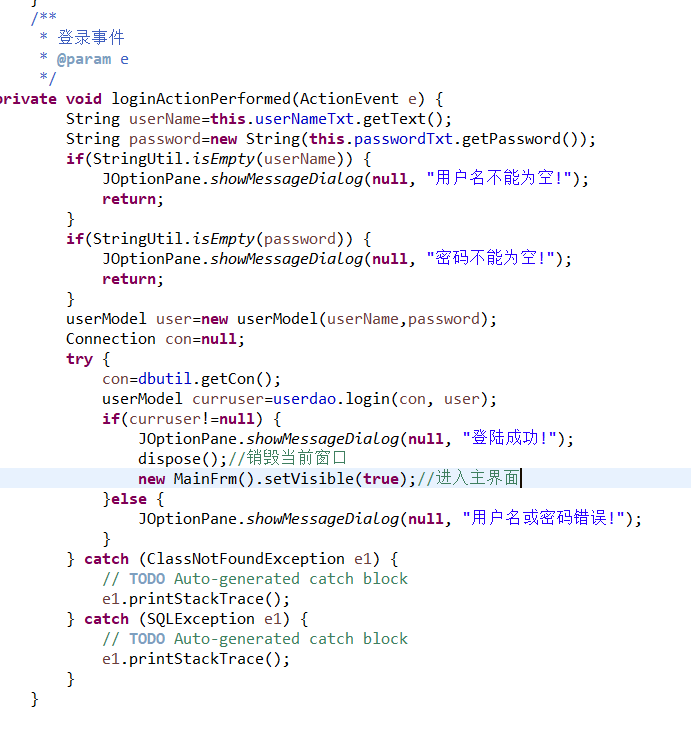 }
/**
 * 登录事件
 * @param e
 */
private void loginActionPerformed(ActionEvent e) {
String userName=this.userNameTxt.getText();
String password=new String(this.passwordTxt.getPassword());
if(StringUtil.isEmpty(userName)) {
JOptionPane.showMessageDialog(null, "用户名不能为空!");
return;
}
if(StringUtil.isEmpty(password)) {
JOptionPane.showMessageDialog(null, "密码不能为空!");
return;
}
userModel user=new userModel(userName,password);
Connection con=null;
try {
con=dbutil.getCon();
userModel curruser=userdao.login(con, user);
if(curruser!=null) {
JOptionPane.showMessageDialog(null, "登陆成功!");
dispose();//销毁当前窗口
new MainFrm().setVisible(true);//进入主界面
}else {
JOptionPane.showMessageDialog(null, "用户名或密码错误!");
}
} catch (ClassNotFoundException e1) {
// TODO Auto-generated catch block
e1.printStackTrace();
} catch (SQLException e1) {
// TODO Auto-generated catch block
e1.printStackTrace();
}
}